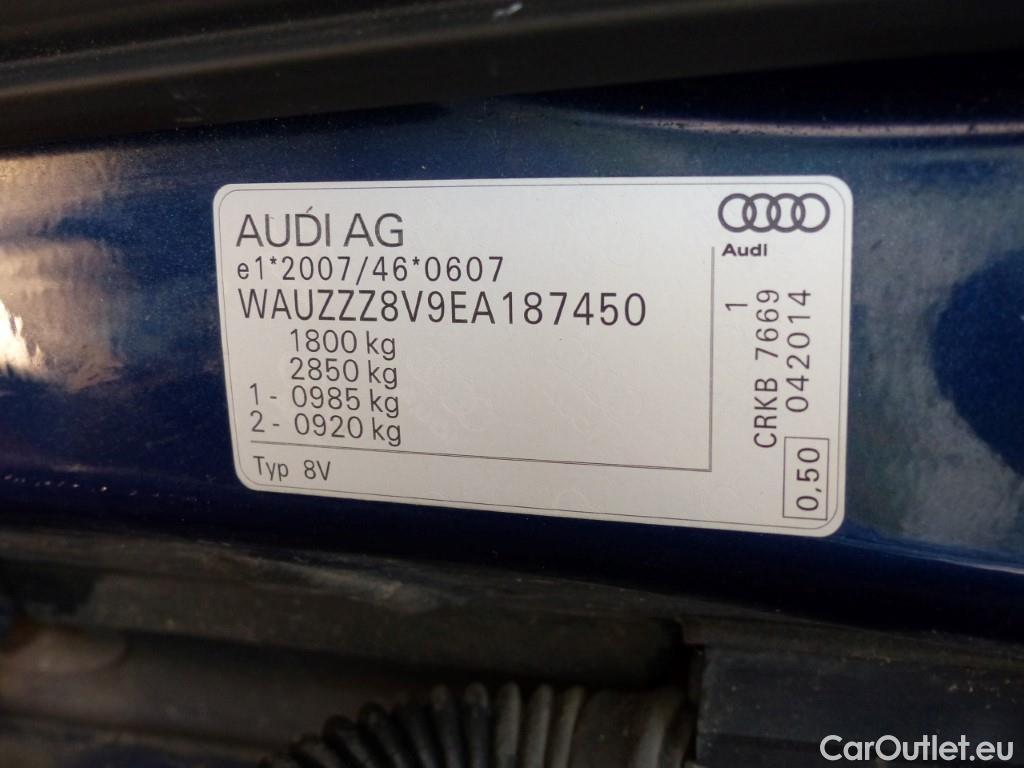 AUDI AG
e1*2007/46*0607
WAUZZZ8V9EA187450
1800 kg
2850 kg
1 - 0985 kg
2 - 0920 kg
Typ 8V
Audi
CRKB 7669 1
0,50 042014
CarOutlet.eu